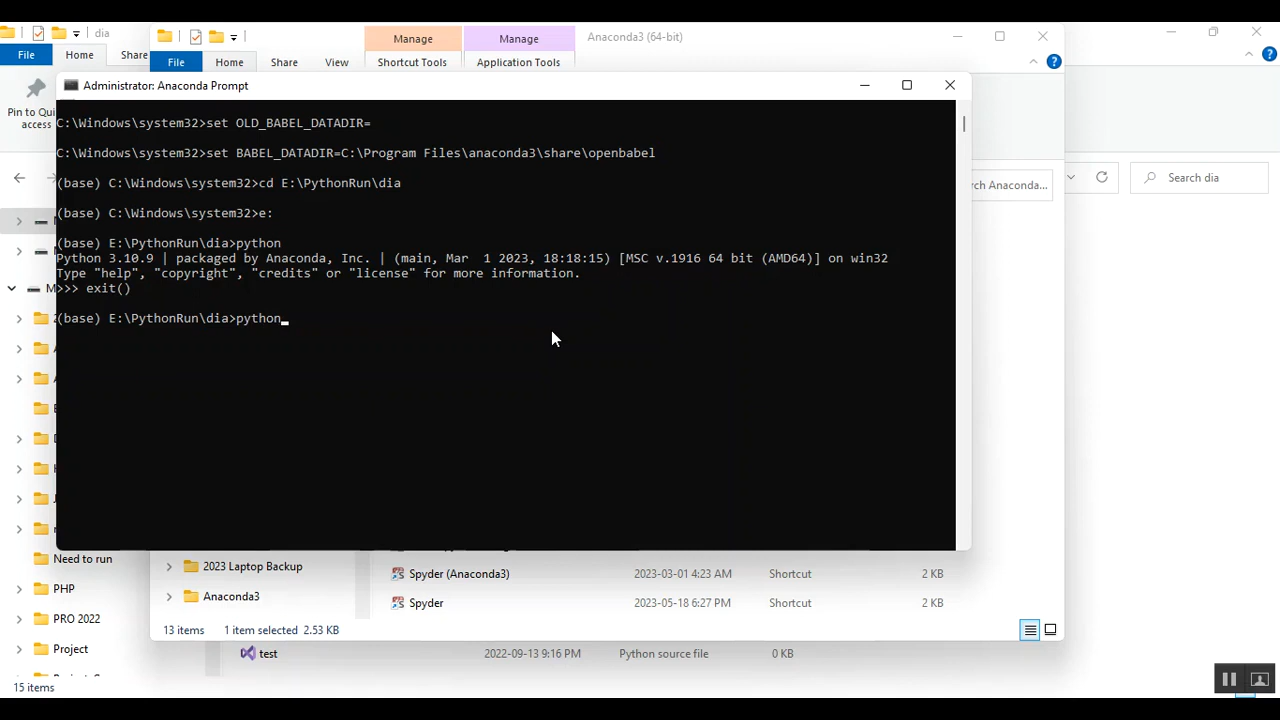 dia
Manage
Manage
Anaconda3 (64-bit)
File
Home
Share
File
Home
Share
View
Shortcut Tools
Application Tools
Administrator: Anaconda Prompt
Pin to Qui
access
C:\Windows\system32>set OLD_BABEL_DATADIR=
C:\Windows\system32>set BABEL_DATADIR=C:\Program Files\anaconda3\share\openbabel
(base) C:\Windows\system32>cd E:\PythonRun\dia
(base) C:\Windows\system32>e:
(base) E:\PythonRun\dia>python
Python 3.10.9 | packaged by Anaconda, Inc. | (main, Mar  1 2023, 18:18:15) [MSC v.1916 64 bit (AMD64)] on win32
Type "help", "copyright", "credits" or "license" for more information.
>>> exit()
(base) E:\PythonRun\dia>python_
Anaconda...
Search dia
Need to run
PHP
PRO 2022
Project
2023 Laptop Backup
Anaconda3
Spyder (Anaconda3) 2023-03-01 4:23 AM Shortcut 2 KB
Spyder 2023-05-18 6:27 PM Shortcut 2 KB
13 items 1 item selected 2.53 KB
test 2022-09-13 9:16 PM Python source file 0 KB
15 items